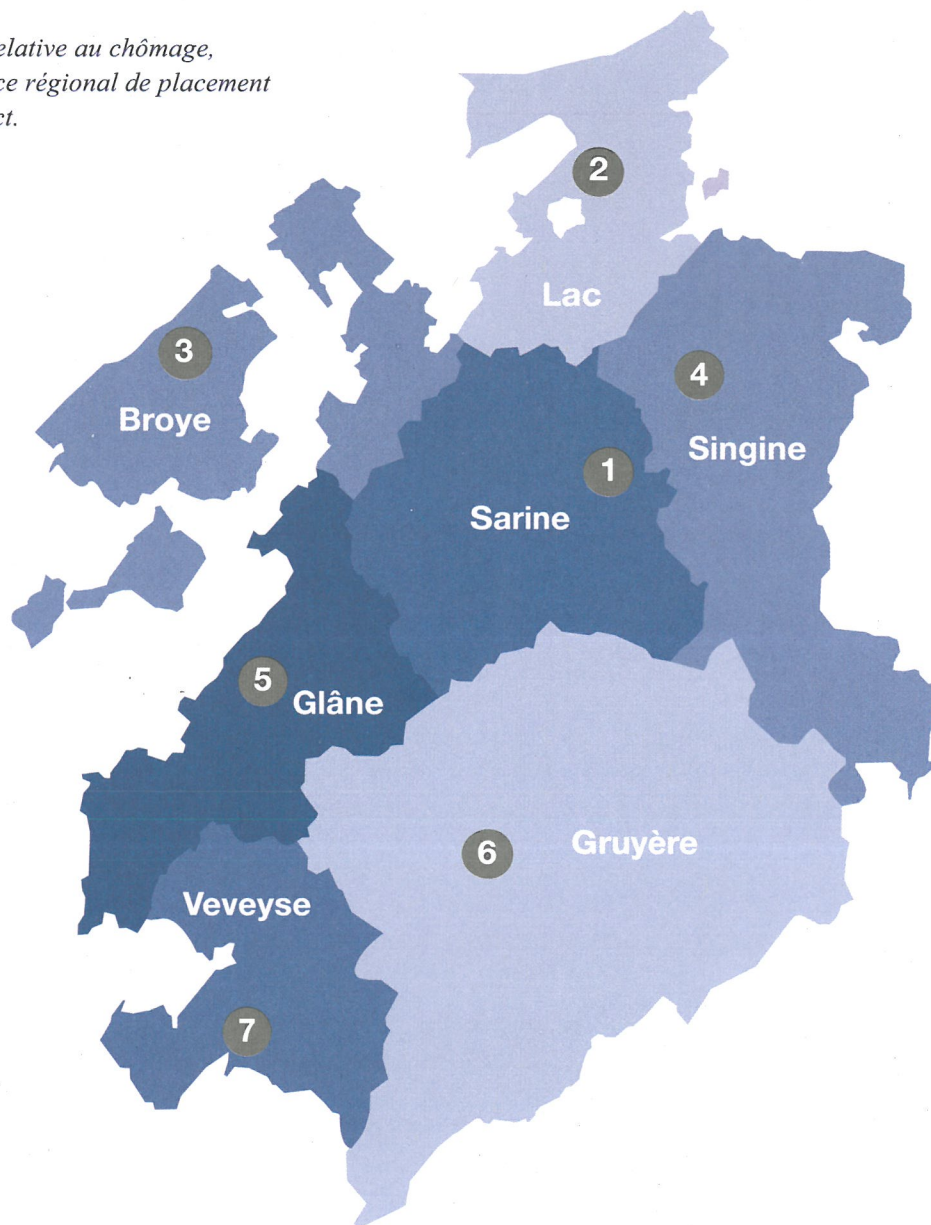 elative au chômage,
ce régional de placement
ct.
2
Lac
3
Broye
4
Singine
1
Sarine
5
Glâne
6
Gruyère
Veveyse
7